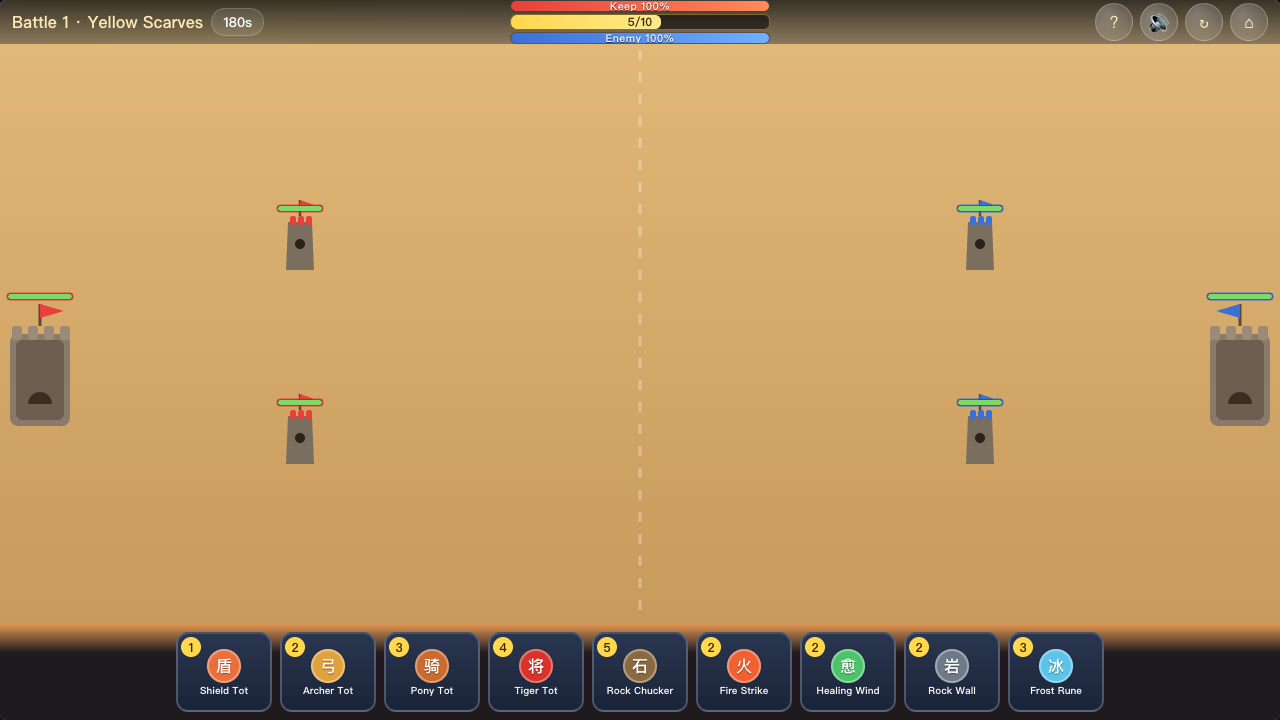 Battle 1 · Yellow Scarves
180s
Keep 100%
5/10
Enemy 100%
?
1
盾
Shield Tot
2
弓
Archer Tot
3
骑
Pony Tot
4
将
Tiger Tot
5
石
Rock Chucker
2
火
Fire Strike
2
愈
Healing Wind
2
岩
Rock Wall
3
冰
Frost Rune